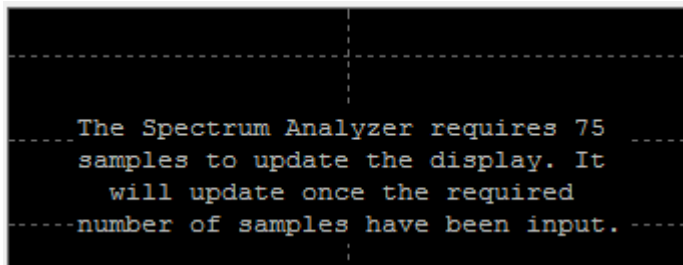 The Spectrum Analyzer requires 75
samples to update the display. It
will update once the required
number of samples have been input.